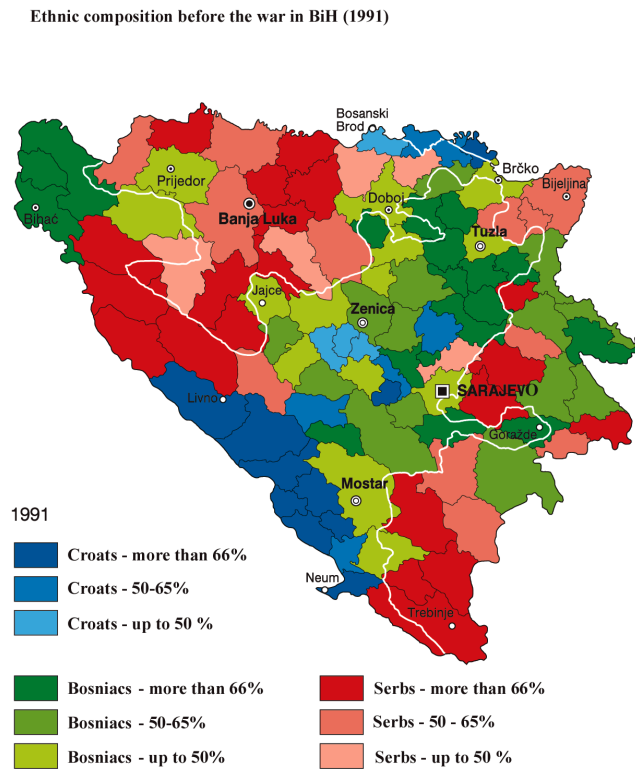 Ethnic composition before the war in BiH (1991)
Bosanski
Brod
Brčko
Prijedor
Bijeljina
Doboj
Bihać
Banja Luka
Tuzla
Jajce
Zenica
SARAJEVO
Livno
Goražde
Mostar
1991
Croats - more than 66%
Croats - 50-65%
Neum
Croats - up to 50 %
Trebinje
Bosniacs - more than 66%
Serbs - more than 66%
Bosniacs - 50-65%
Serbs - 50 - 65%
Bosniacs - up to 50%
Serbs - up to 50 %